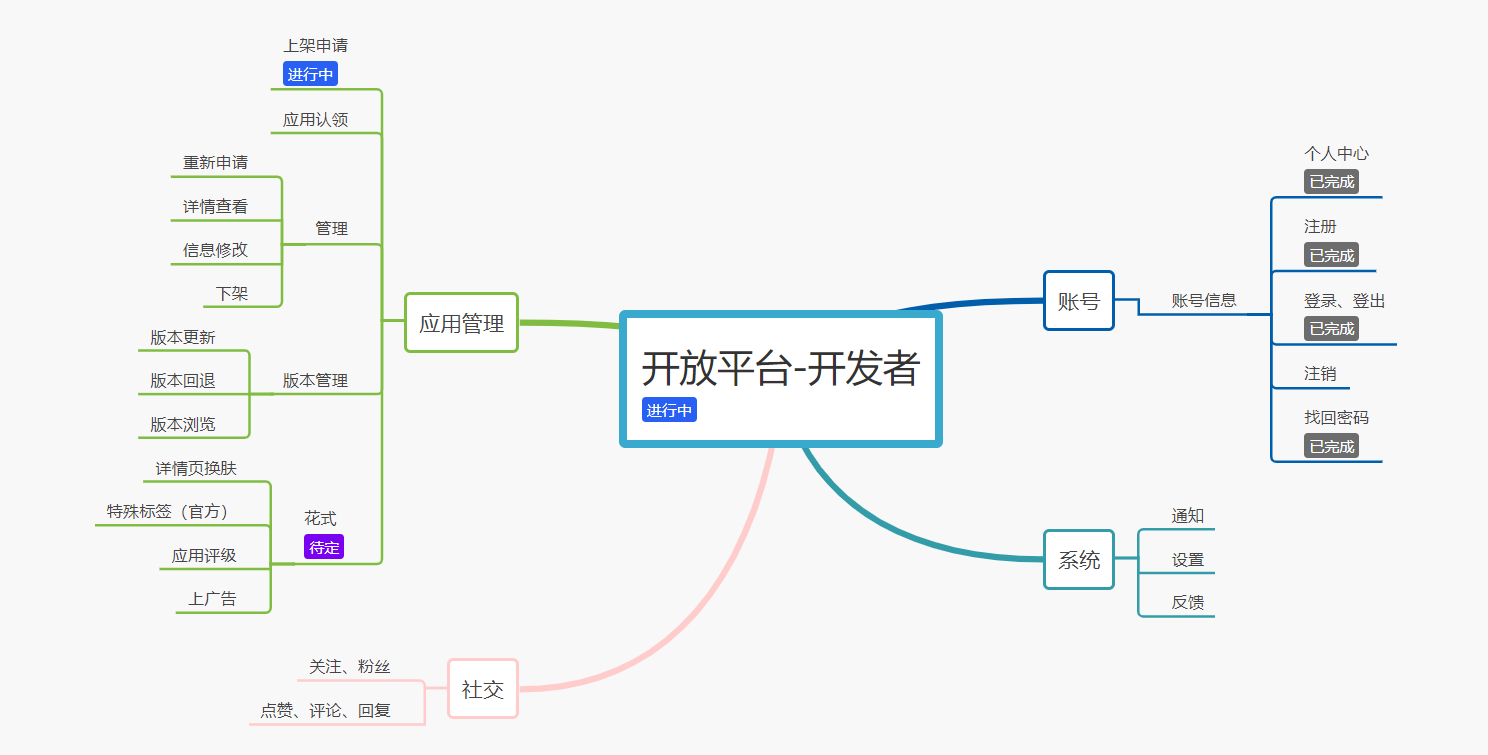 开放平台-开发者
进行中
账号
账号信息
个人中心
已完成
注册
已完成
登录、登出
已完成
注销
找回密码
已完成
系统
通知
设置
反馈
应用管理
上架申请
进行中
应用认领
管理
重新申请
详情查看
信息修改
下架
版本管理
版本更新
版本回退
版本浏览
花式
待定
详情页换肤
特殊标签（官方）
应用评级
上广告
社交
关注、粉丝
点赞、评论、回复